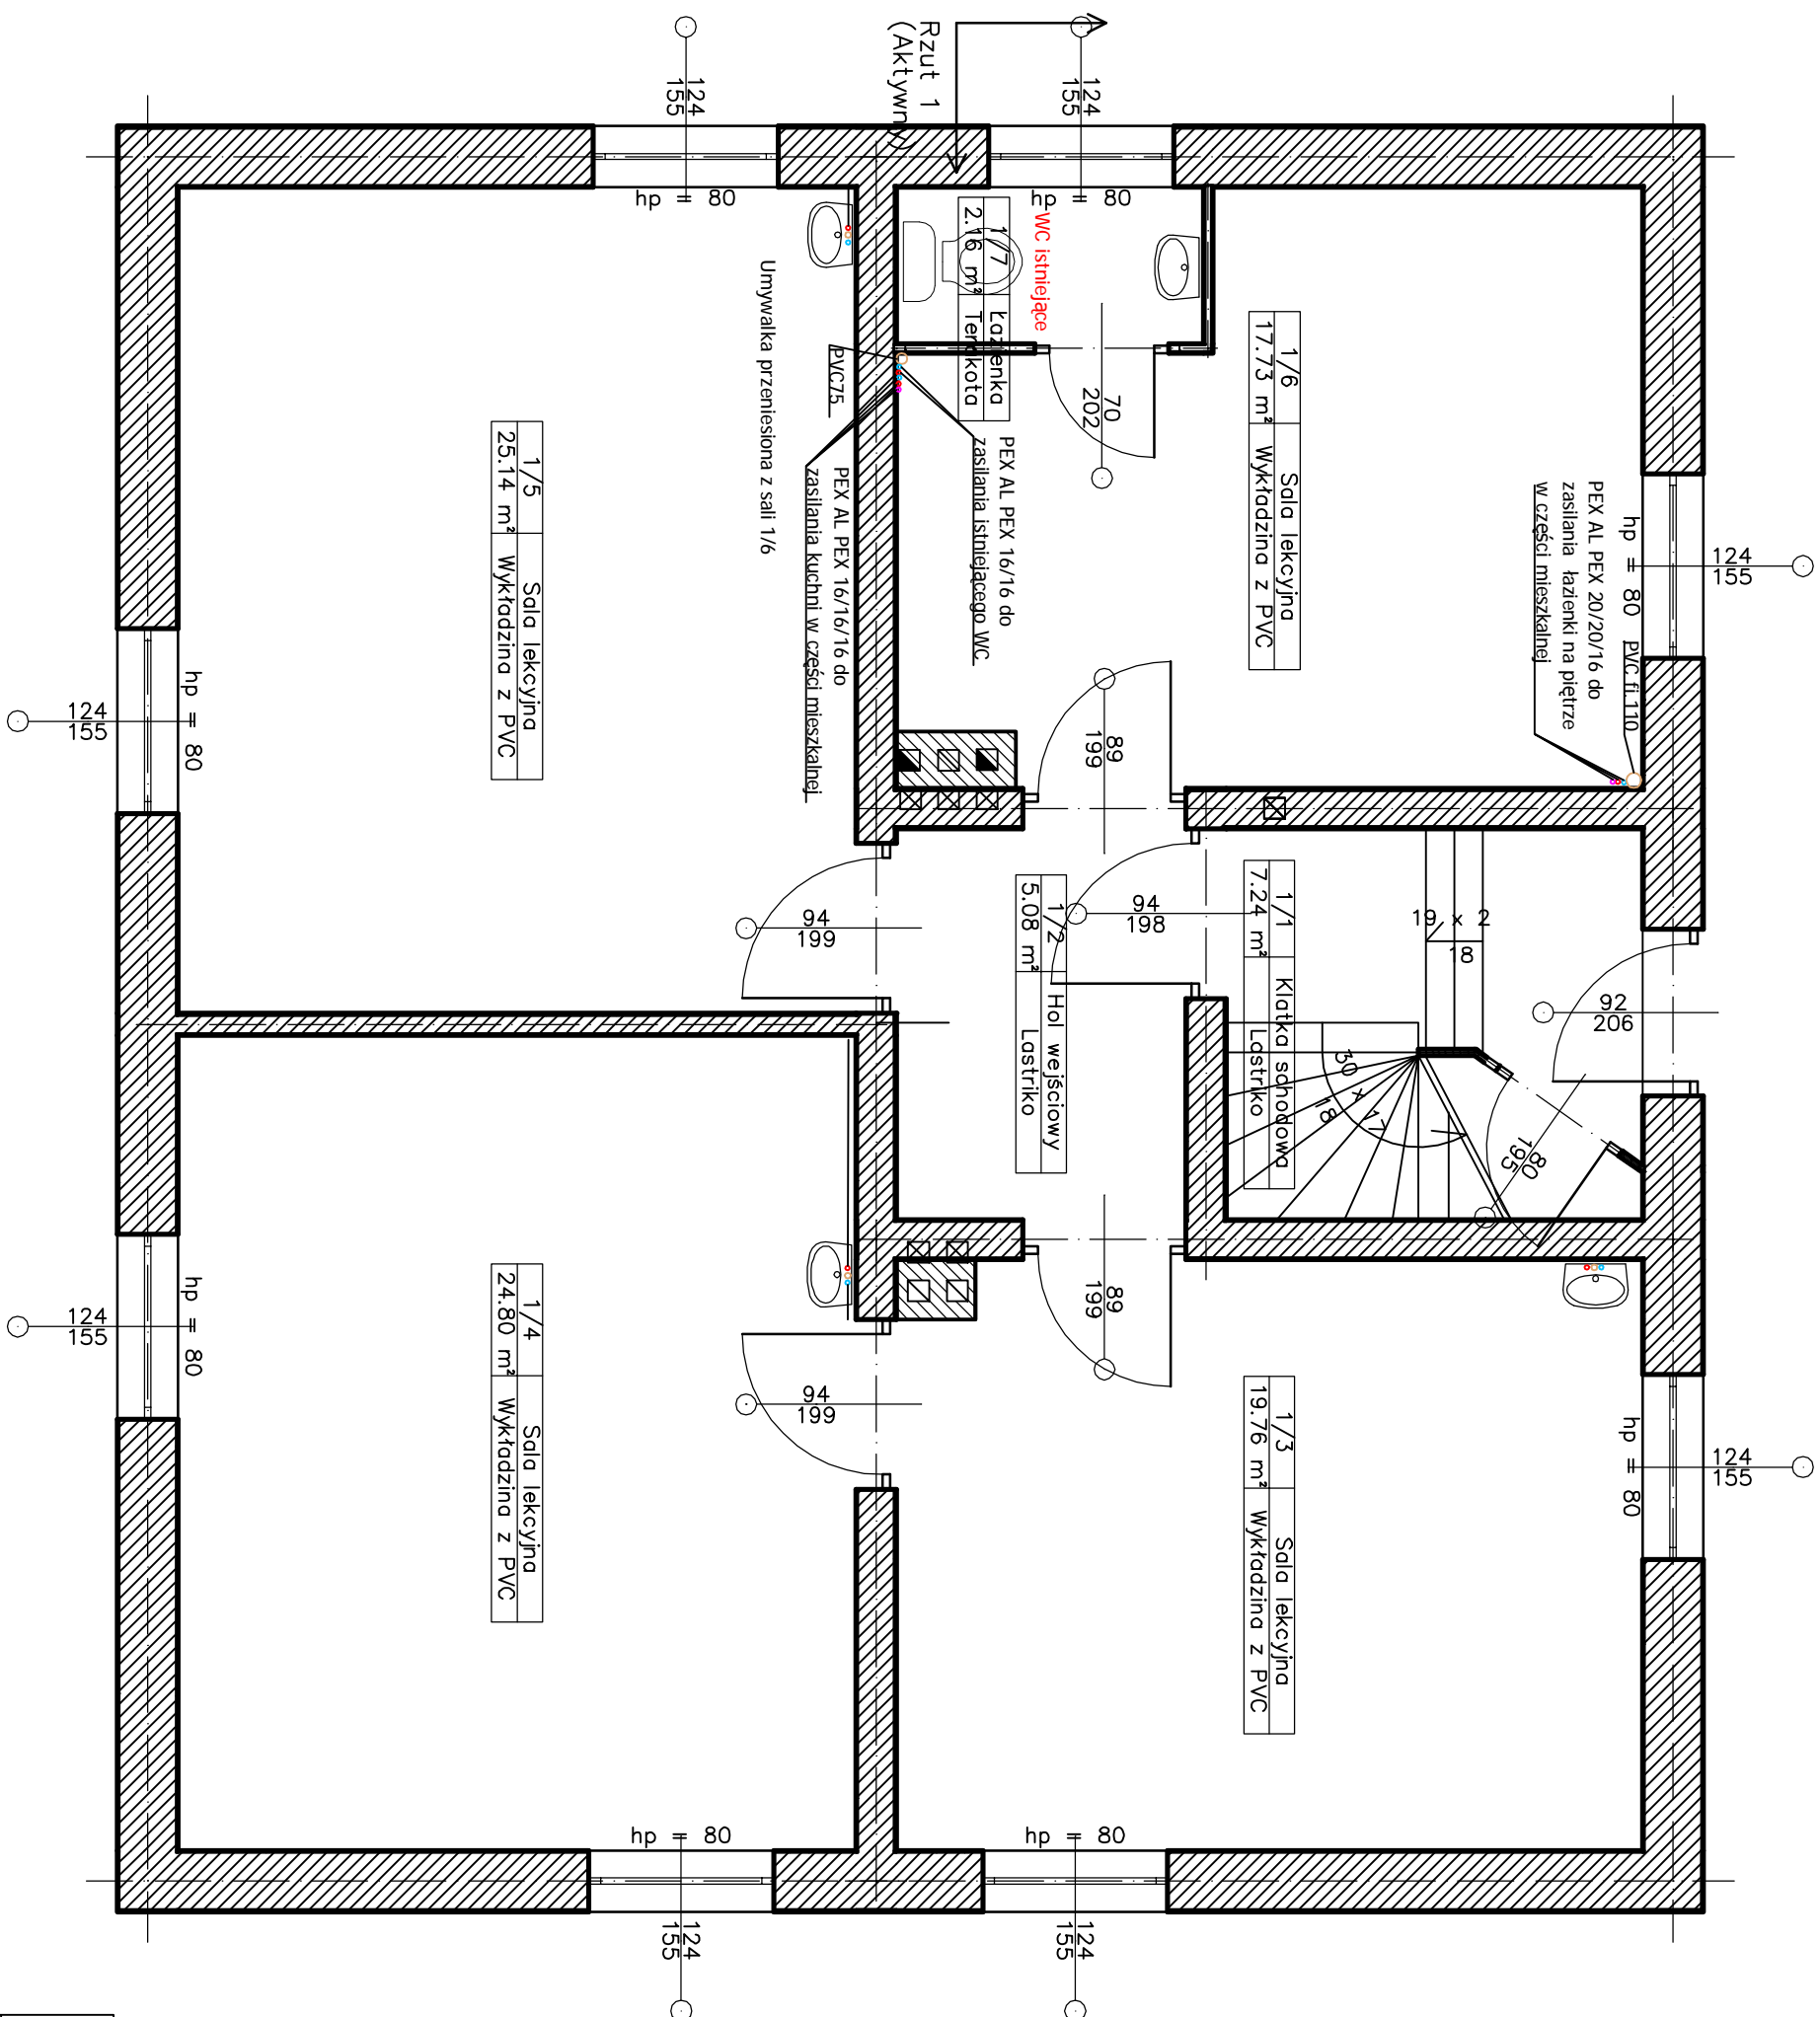 Rzut 1
(Aktywny)
124
155
124
155
hp = 80
hp = 80
WC istniejące
1/7 Łazienka
2.16 m² Terakota
70
202
1/6 Sala lekcyjna
17.73 m² Wykładzina z PVC
124
155
hp = 80
PVC fi.110
PEX AL PEX 20/20/16 do
zasilania łazienki na piętrze
w części mieszkalnej
Umywalka przeniesiona z sali 1/6
PVC75
PEX AL PEX 16/16 do
zasilania istniejącego WC
PEX AL PEX 16/16/16 do
zasilania kuchni w części mieszkalnej
1/5 Sala lekcyjna
25.14 m² Wykładzina z PVC
hp = 80
124
155
89
199
94
199
94
198
1/2 Hol wejściowy
5.08 m² Lastriko
1/1 Klatka schodowa
7.24 m² Lastriko
19 x 2
18
92
206
30 x 17
18
80
195
89
199
94
199
1/4 Sala lekcyjna
24.80 m² Wykładzina z PVC
hp = 80
124
155
1/3 Sala lekcyjna
19.76 m² Wykładzina z PVC
hp = 80
124
155
hp = 80
hp = 80
124
155
124
155